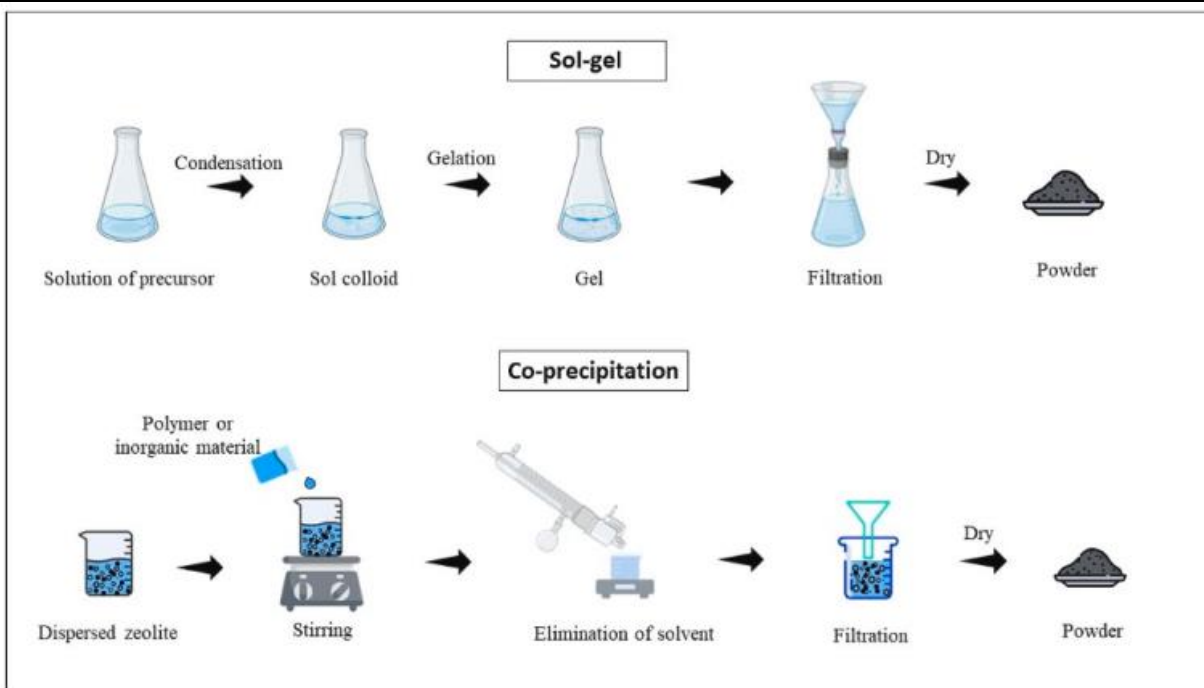 Sol-gel
Condensation
Gelation
Dry
Solution of precursor
Sol colloid
Gel
Filtration
Powder
Co-precipitation
Polymer or
inorganic material
Dry
Dispersed zeolite
Stirring
Elimination of solvent
Filtration
Powder